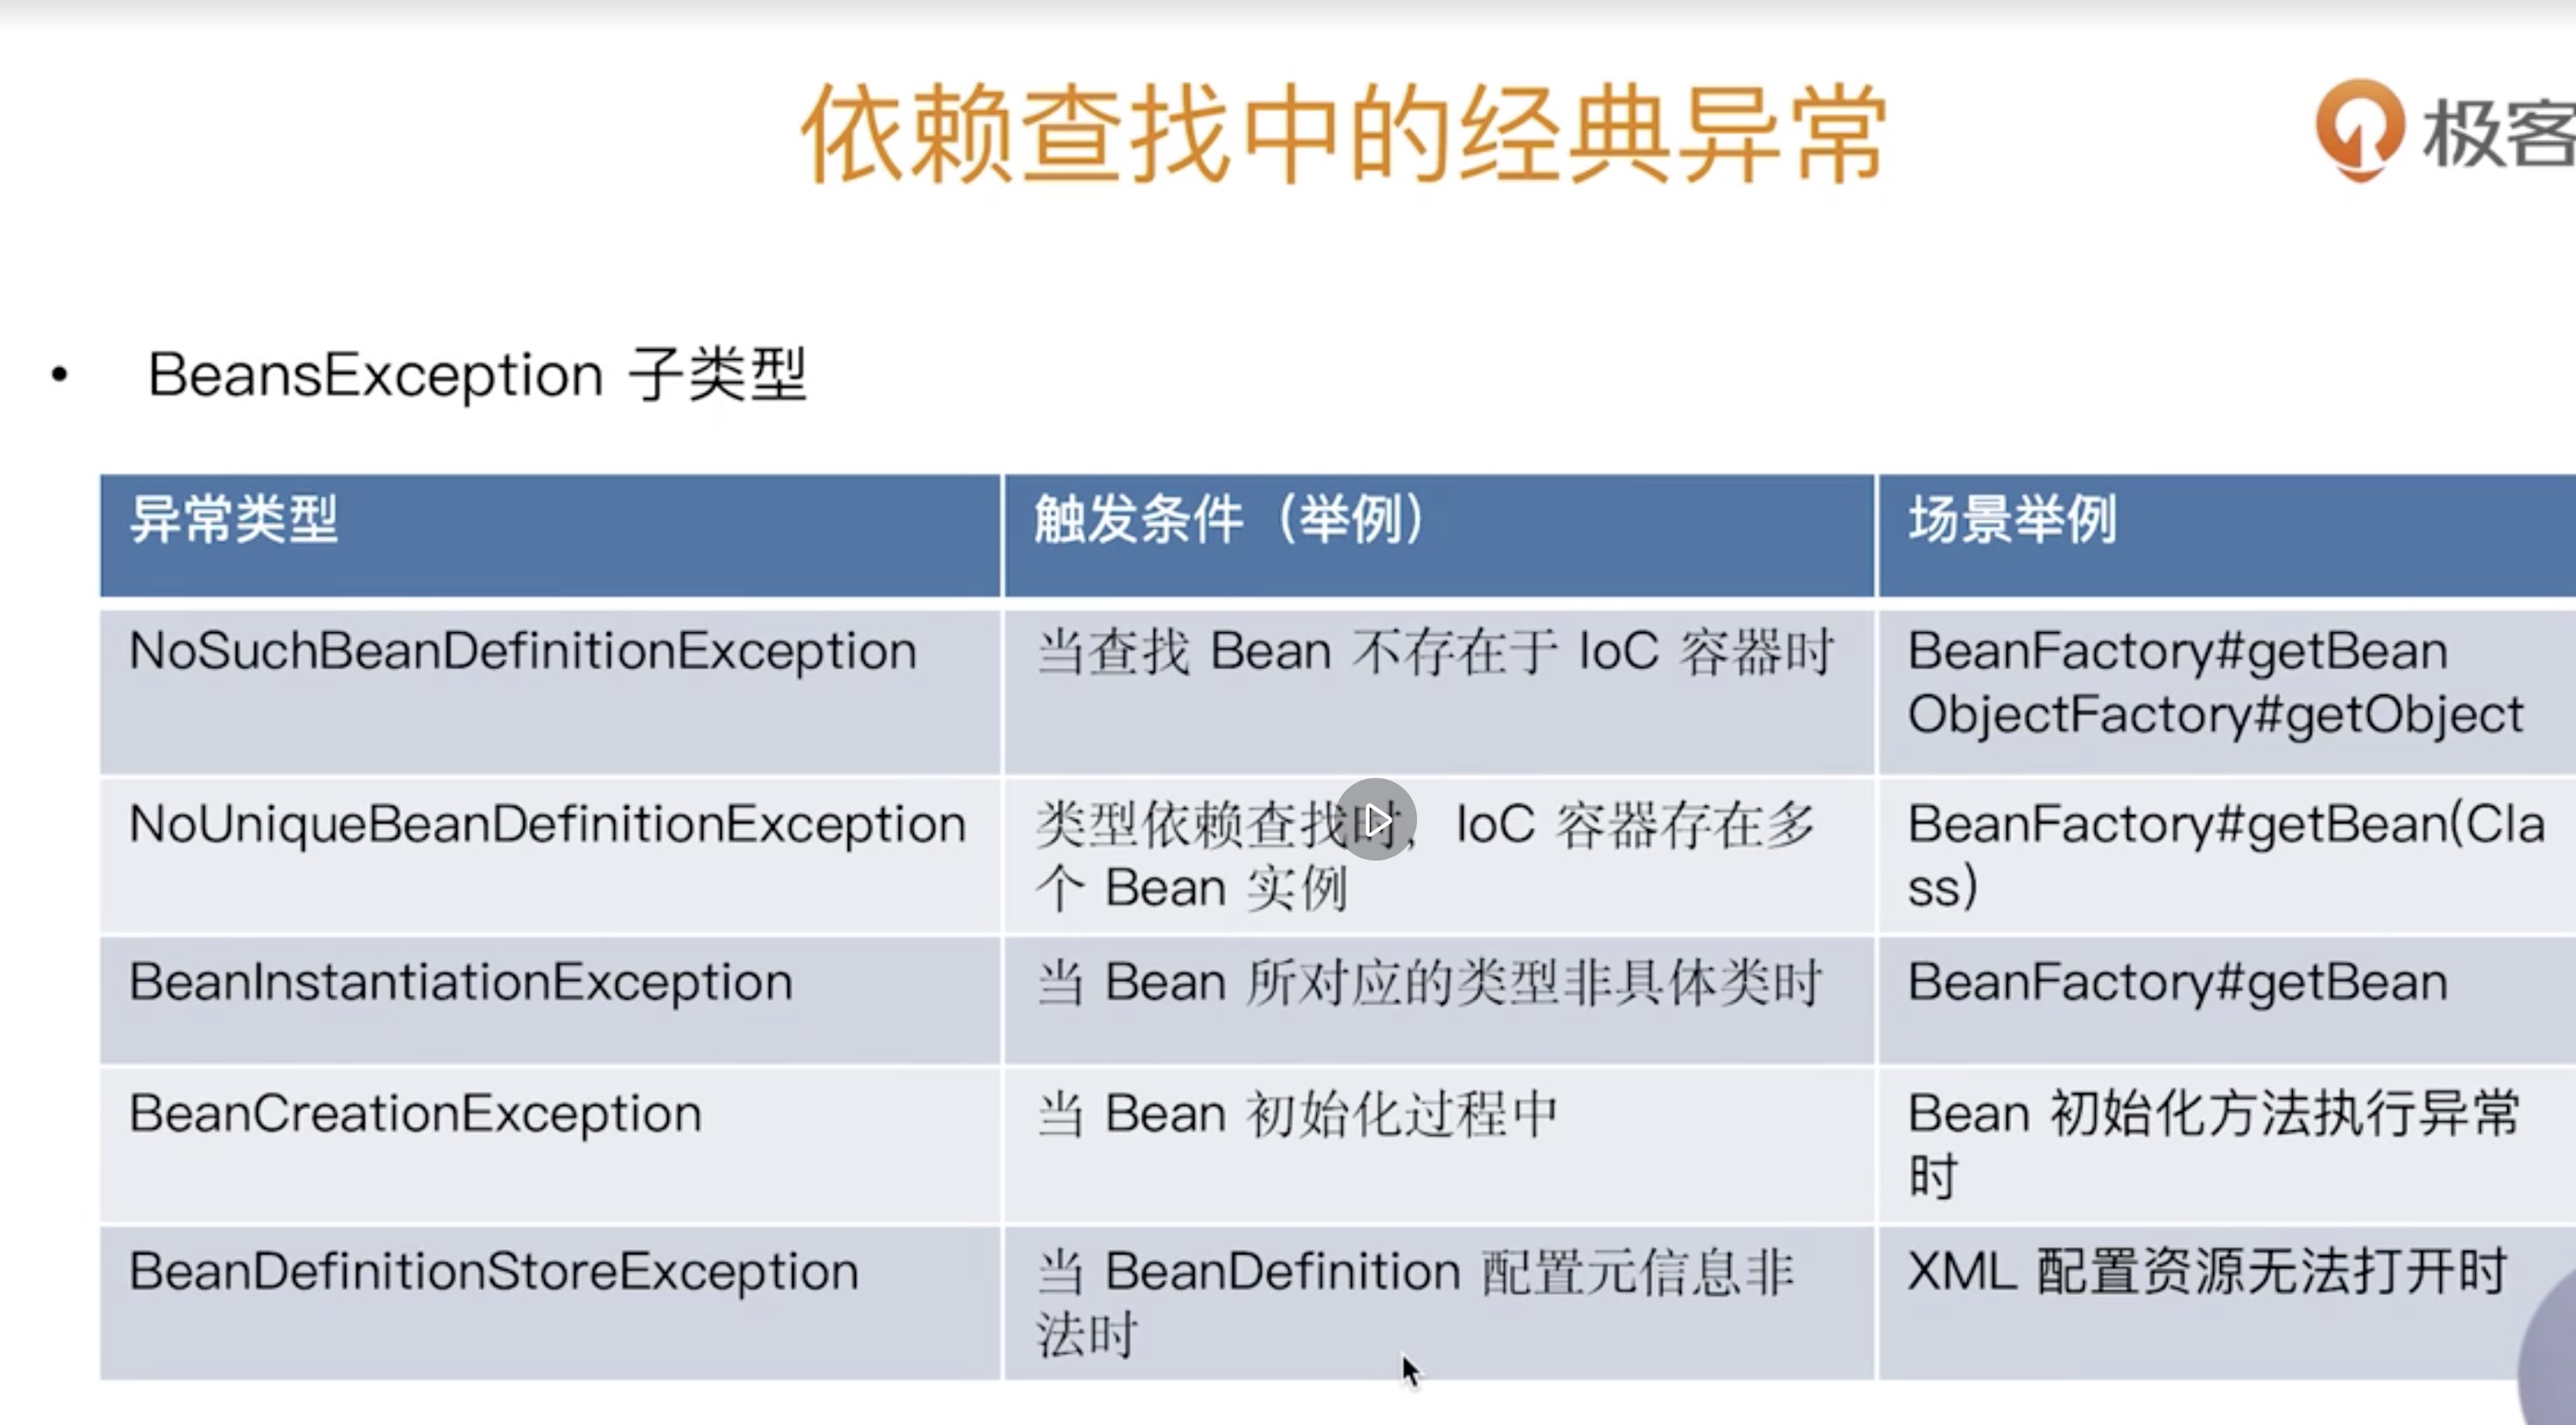 依赖查找中的经典异常
极客
• BeansException 子类型
异常类型
触发条件（举例）
场景举例
NoSuchBeanDefinitionException
当查找 Bean 不存在于 IoC 容器时
BeanFactory#getBean
ObjectFactory#getObject
NoUniqueBeanDefinitionException
类型依赖查找时，IoC 容器存在多
个 Bean 实例
BeanFactory#getBean(Cla
ss)
BeanInstantiationException
当 Bean 所对应的类型非具体类时
BeanFactory#getBean
BeanCreationException
当 Bean 初始化过程中
Bean 初始化方法执行异常
时
BeanDefinitionStoreException
当 BeanDefinition 配置元信息非
法时
XML 配置资源无法打开时